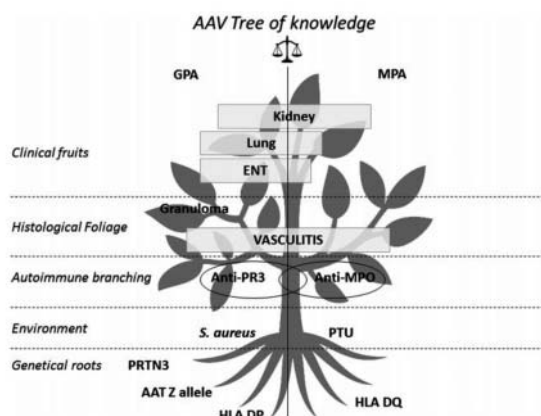 AAV Tree of knowledge
GPA
MPA
Kidney
Clinical fruits
Lung
ENT
Granuloma
Histological Foliage
VASCULITIS
Autoimmune branching
Anti-PR3
Anti-MPO
Environment
S. aureus
PTU
Genetical roots
PRTN3
AAT Z allele
HLA DQ
HLA DP